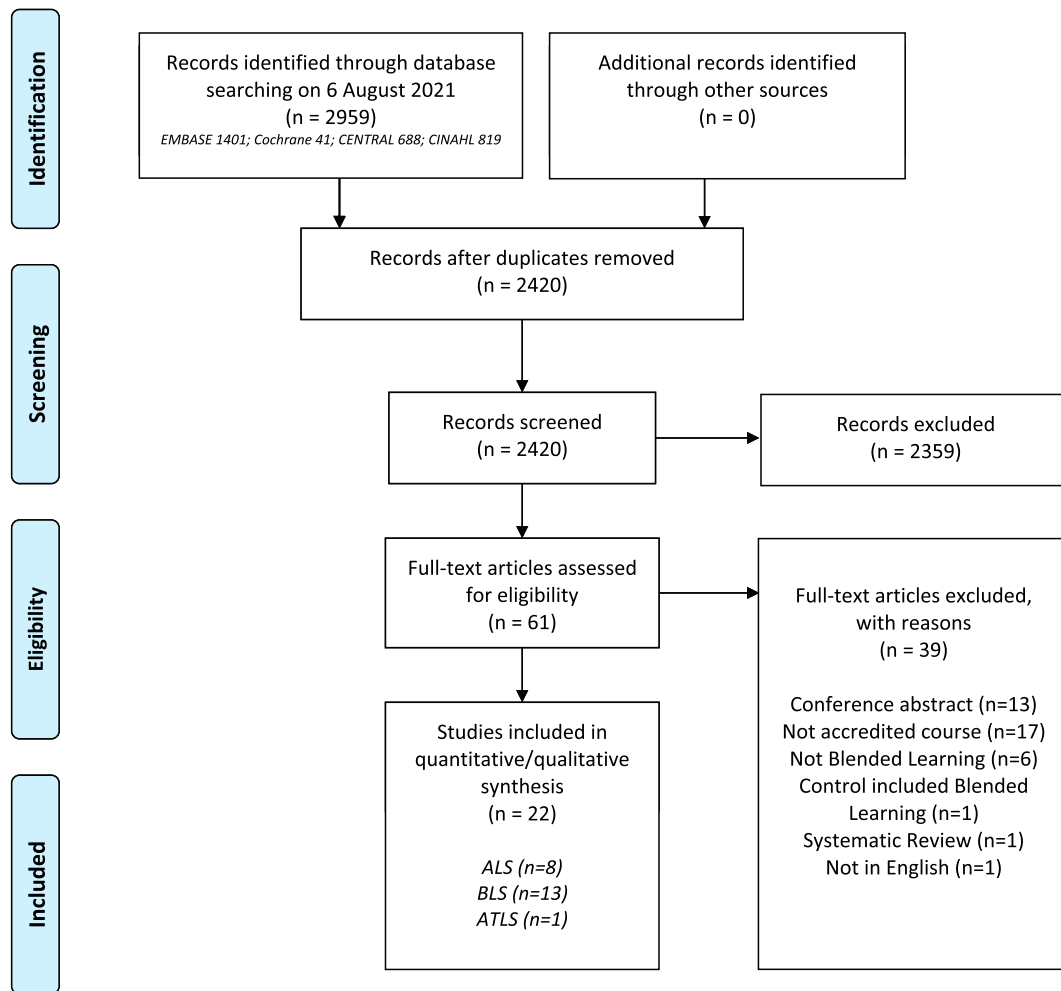 Identification
Records identified through database
searching on 6 August 2021
(n = 2959)
EMBASE 1401; Cochrane 41; CENTRAL 688; CINAHL 819
Additional records identified
through other sources
(n = 0)
Records after duplicates removed
(n = 2420)
Screening
Records screened
(n = 2420)
Records excluded
(n = 2359)
Eligibility
Full-text articles assessed
for eligibility
(n = 61)
Full-text articles excluded,
with reasons
(n = 39)
Conference abstract (n=13)
Not accredited course (n=17)
Not Blended Learning (n=6)
Control included Blended
Learning (n=1)
Systematic Review (n=1)
Not in English (n=1)
Included
Studies included in
quantitative/qualitative
synthesis
(n = 22)
ALS (n=8)
BLS (n=13)
ATLS (n=1)